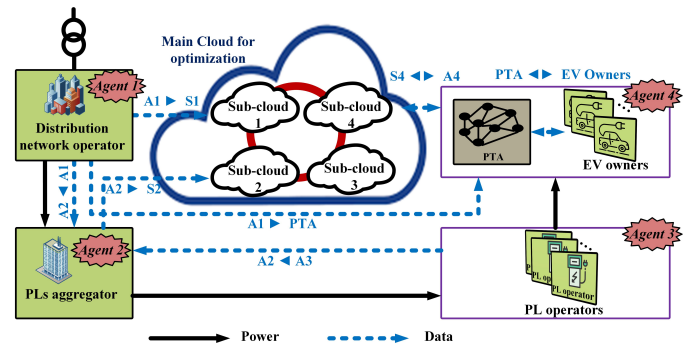 Main Cloud for
optimization
S4 ◄► A4
PTA ◄► EV Owners
Agent 1
A1 ► S1
Sub-cloud
1
Sub-cloud
4
Agent 4
Distribution
network operator
PTA
EV owners
A2 ◄ A1
A2 ► S2
Sub-cloud
2
Sub-cloud
3
A1 ► PTA
Agent 2
Agent 3
A2 ◄ A3
PL operator
PLs aggregator
PL operators
Power
Data